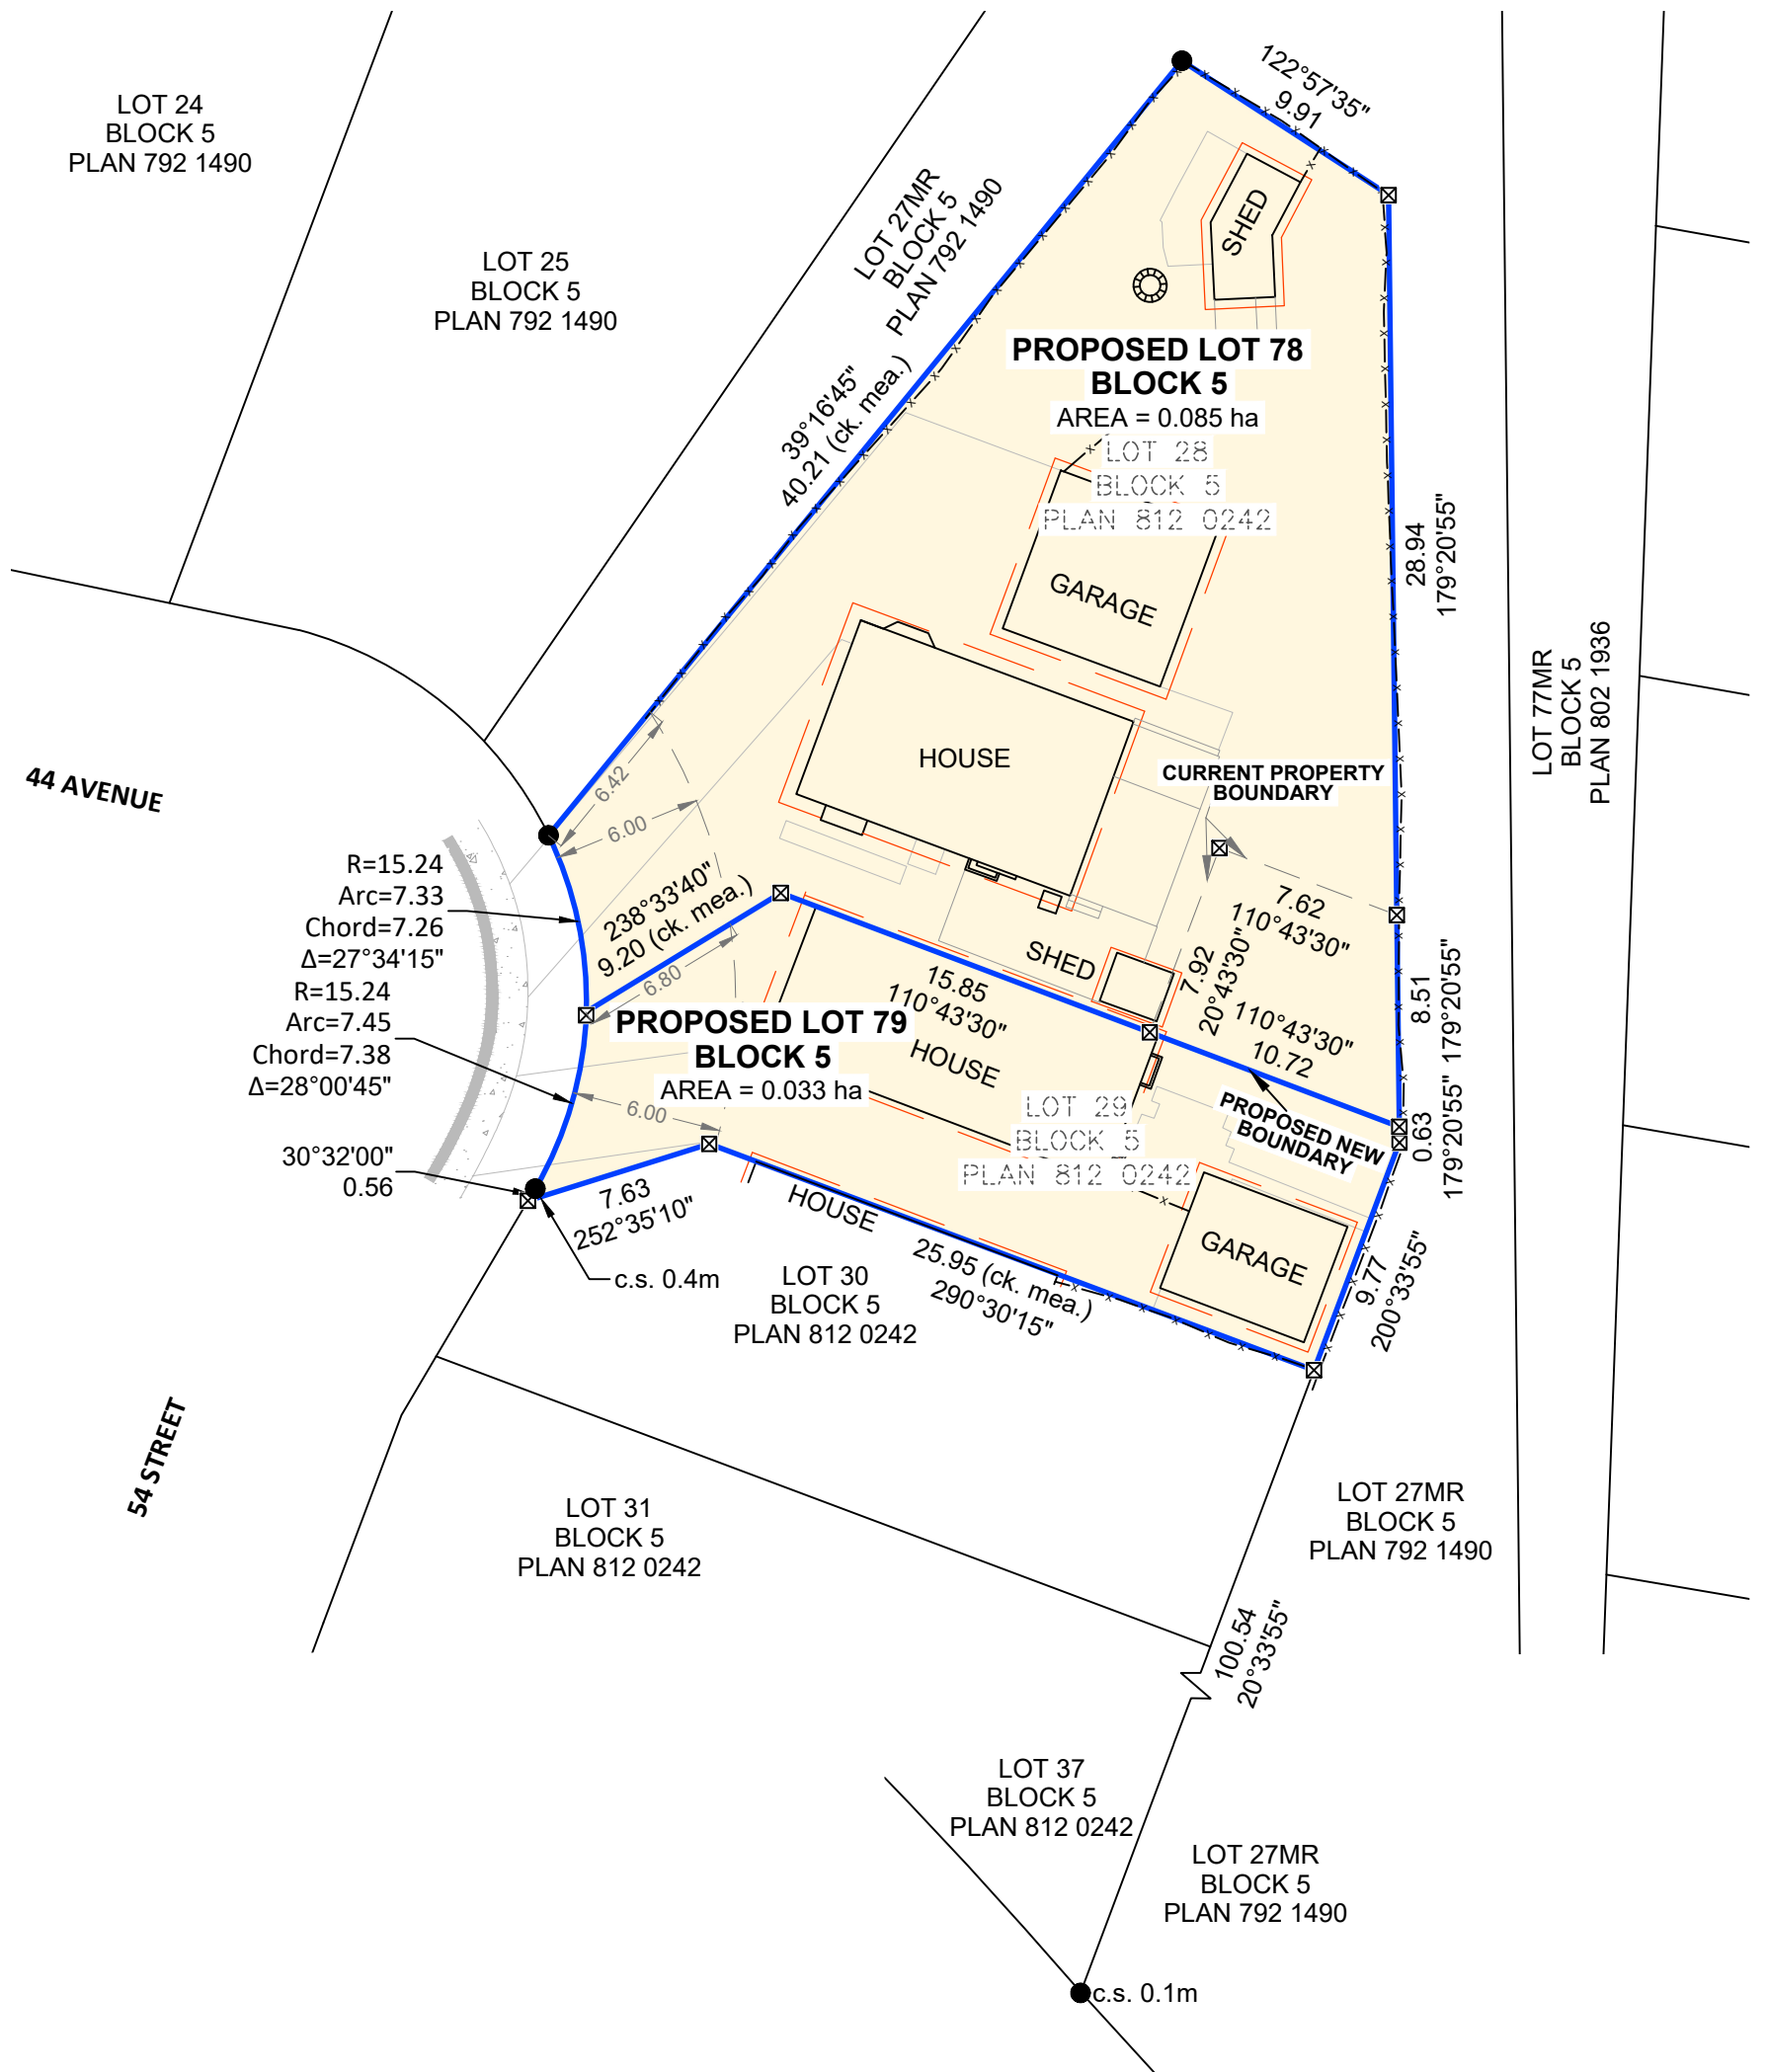 LOT 24
BLOCK 5
PLAN 792 1490
LOT 25
BLOCK 5
PLAN 792 1490
LOT 27MR
BLOCK 5
PLAN 792 1490
122°57'35"
9.91
SHED
PROPOSED LOT 78
BLOCK 5
AREA = 0.085 ha
LOT 28
BLOCK 5
PLAN 812 0242
39°16'45"
40.21 (ck. mea.)
GARAGE
28.94
179°20'55"
LOT 77MR
BLOCK 5
PLAN 802 1936
HOUSE
CURRENT PROPERTY
BOUNDARY
44 AVENUE
6.42
6.00
R=15.24
Arc=7.33
Chord=7.26
Δ=27°34'15"
R=15.24
Arc=7.45
Chord=7.38
Δ=28°00'45"
238°33'40"
9.20 (ck. mea.)
6.80
7.62
110°43'30"
7.92
20°43'30"
SHED
15.85
110°43'30"
110°43'30"
10.72
8.51
179°20'55"
0.63
179°20'55"
PROPOSED LOT 79
BLOCK 5
AREA = 0.033 ha
HOUSE
6.00
LOT 29
BLOCK 5
PLAN 812 0242
PROPOSED NEW
BOUNDARY
30°32'00"
0.56
7.63
252°35'10"
c.s. 0.4m
HOUSE
GARAGE
25.95 (ck. mea.)
290°30'15"
9.77
200°33'55"
LOT 30
BLOCK 5
PLAN 812 0242
54 STREET
LOT 31
BLOCK 5
PLAN 812 0242
LOT 27MR
BLOCK 5
PLAN 792 1490
100.54
20°33'55"
LOT 37
BLOCK 5
PLAN 812 0242
LOT 27MR
BLOCK 5
PLAN 792 1490
c.s. 0.1m